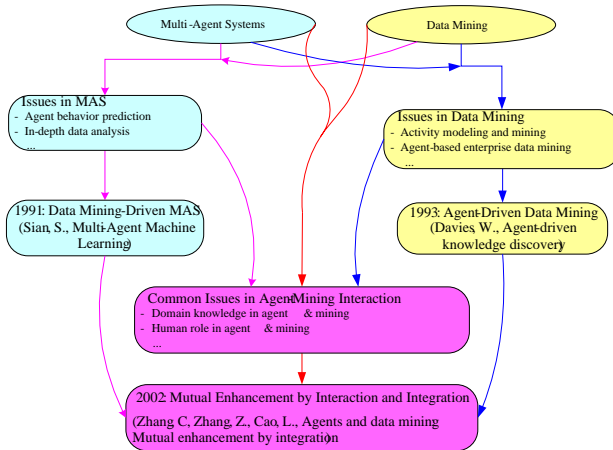 Multi-Agent Systems
Data Mining
Issues in MAS
- Agent behavior prediction
- In-depth data analysis
...
Issues in Data Mining
- Activity modeling and mining
- Agent-based enterprise data mining
...
1991: Data Mining-Driven MAS
(Sian, S., Multi-Agent Machine
Learning)
1993: Agent-Driven Data Mining
(Davies, W., Agent-driven
knowledge discovery)
Common Issues in Agent-Mining Interaction
- Domain knowledge in agent & mining
- Human role in agent & mining
...
2002: Mutual Enhancement by Interaction and Integration
(Zhang, C, Zhang, Z., Cao, L., Agents and data mining
Mutual enhancement by integration)